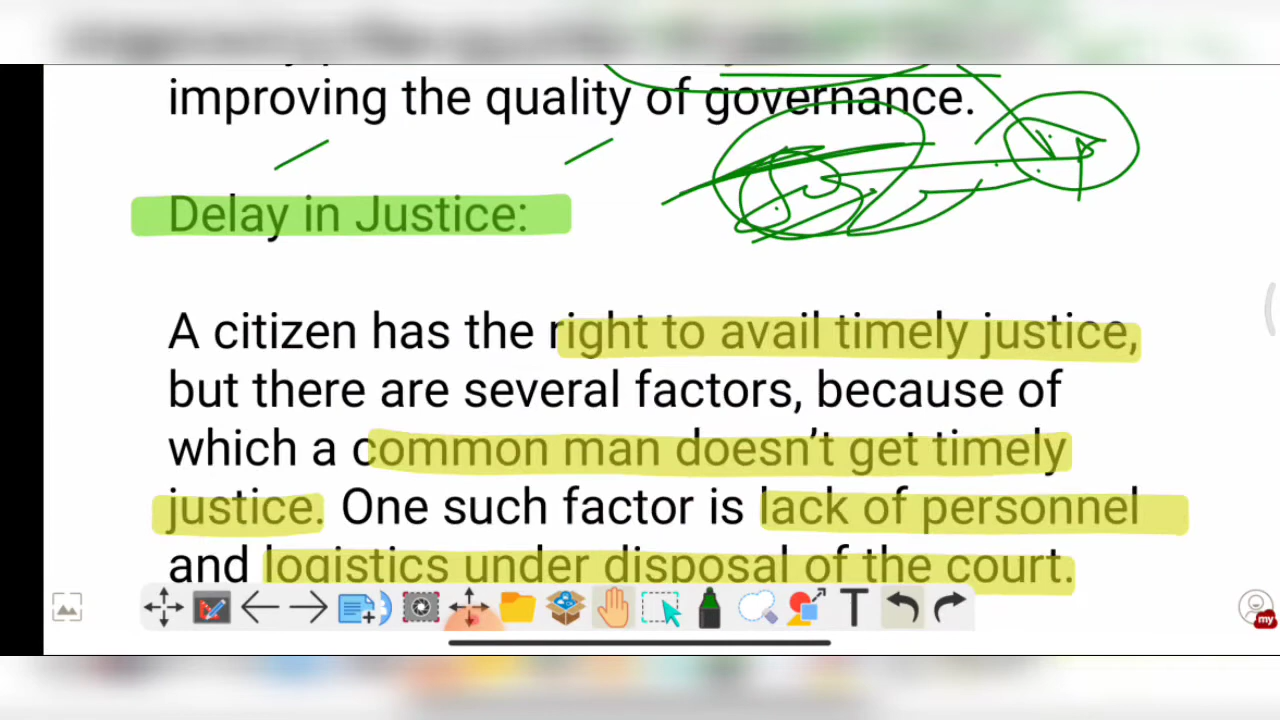 improving the quality of governance.
Delay in Justice:
A citizen has the right to avail timely justice,
but there are several factors, because of
which a common man doesn’t get timely
justice. One such factor is lack of personnel
and logistics under disposal of the court.
T
my